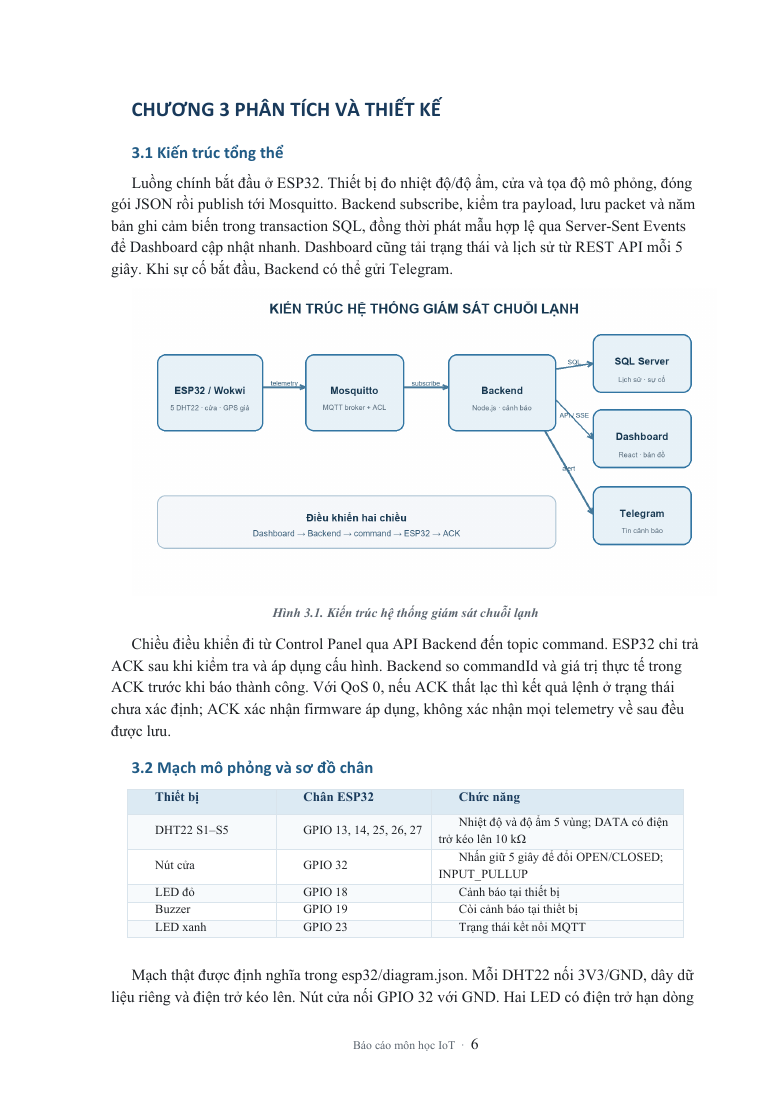 CHƯƠNG 3 PHÂN TÍCH VÀ THIẾT KẾ
3.1 Kiến trúc tổng thể
Luồng chính bắt đầu ở ESP32. Thiết bị đo nhiệt độ/độ ẩm, cửa và tọa độ mô phỏng, đóng
gói JSON rồi publish tới Mosquitto. Backend subscribe, kiểm tra payload, lưu packet và năm
bản ghi cảm biến trong transaction SQL, đồng thời phát mẫu hợp lệ qua Server-Sent Events
để Dashboard cập nhật nhanh. Dashboard cũng tải trạng thái và lịch sử từ REST API mỗi 5
giây. Khi sự cố bắt đầu, Backend có thể gửi Telegram.
KIẾN TRÚC HỆ THỐNG GIÁM SÁT CHUỖI LẠNH
ESP32 / Wokwi
5 DHT22 · cửa · GPS giả
telemetry
Mosquitto
MQTT broker + ACL
subscribe
Backend
Node.js · cảnh báo
SQL
SQL Server
Lịch sử · sự cố
API / SSE
Dashboard
React · bản đồ
alert
Telegram
Tin cảnh báo
Điều khiển hai chiều
Dashboard → Backend → command → ESP32 → ACK
Hình 3.1. Kiến trúc hệ thống giám sát chuỗi lạnh
Chiều điều khiển đi từ Control Panel qua API Backend đến topic command. ESP32 chỉ trả
ACK sau khi kiểm tra và áp dụng cấu hình. Backend so commandId và giá trị thực tế trong
ACK trước khi báo thành công. Với QoS 0, nếu ACK thất lạc thì kết quả lệnh ở trạng thái
chưa xác định; ACK xác nhận firmware áp dụng, không xác nhận mọi telemetry về sau đều
được lưu.
3.2 Mạch mô phỏng và sơ đồ chân
Thiết bị Chân ESP32 Chức năng
DHT22 S1–S5 GPIO 13, 14, 25, 26, 27 Nhiệt độ và độ ẩm 5 vùng; DATA có điện
trở kéo lên 10 kΩ
Nút cửa GPIO 32 Nhấn giữ 5 giây để đổi OPEN/CLOSED;
INPUT_PULLUP
LED đỏ GPIO 18 Cảnh báo tại thiết bị
Buzzer GPIO 19 Còi cảnh báo tại thiết bị
LED xanh GPIO 23 Trạng thái kết nối MQTT
Mạch thật được định nghĩa trong esp32/diagram.json. Mỗi DHT22 nối 3V3/GND, dây dữ
liệu riêng và điện trở kéo lên. Nút cửa nối GPIO 32 với GND. Hai LED có điện trở hạn dòng
Báo cáo môn học IoT · 6